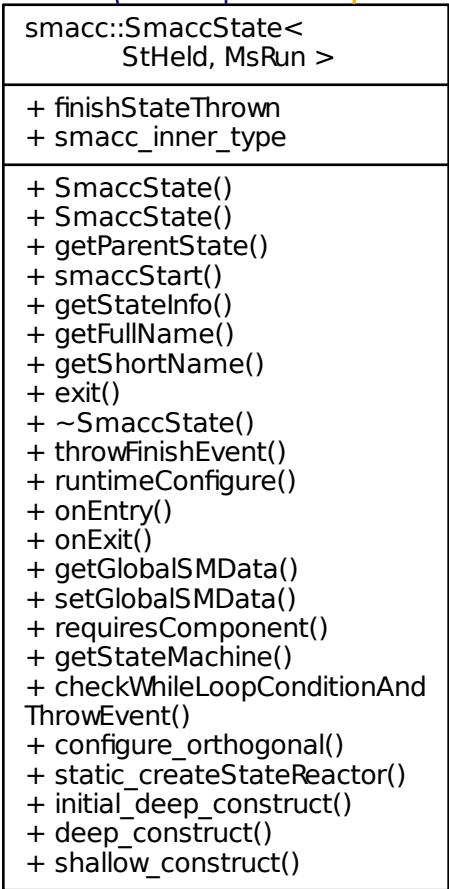 smacc::SmaccState<
StHeld, MsRun >
+ finishStateThrown
+ smacc_inner_type
+ SmaccState()
+ SmaccState()
+ getParentState()
+ smaccStart()
+ getStateInfo()
+ getFullName()
+ getShortName()
+ exit()
+ ~SmaccState()
+ throwFinishEvent()
+ runtimeConfigure()
+ onEntry()
+ onExit()
+ getGlobalSMData()
+ setGlobalSMData()
+ requiresComponent()
+ getStateMachine()
+ checkWhileLoopConditionAnd
ThrowEvent()
+ configure_orthogonal()
+ static_createStateReactor()
+ initial_deep_construct()
+ deep_construct()
+ shallow_construct()